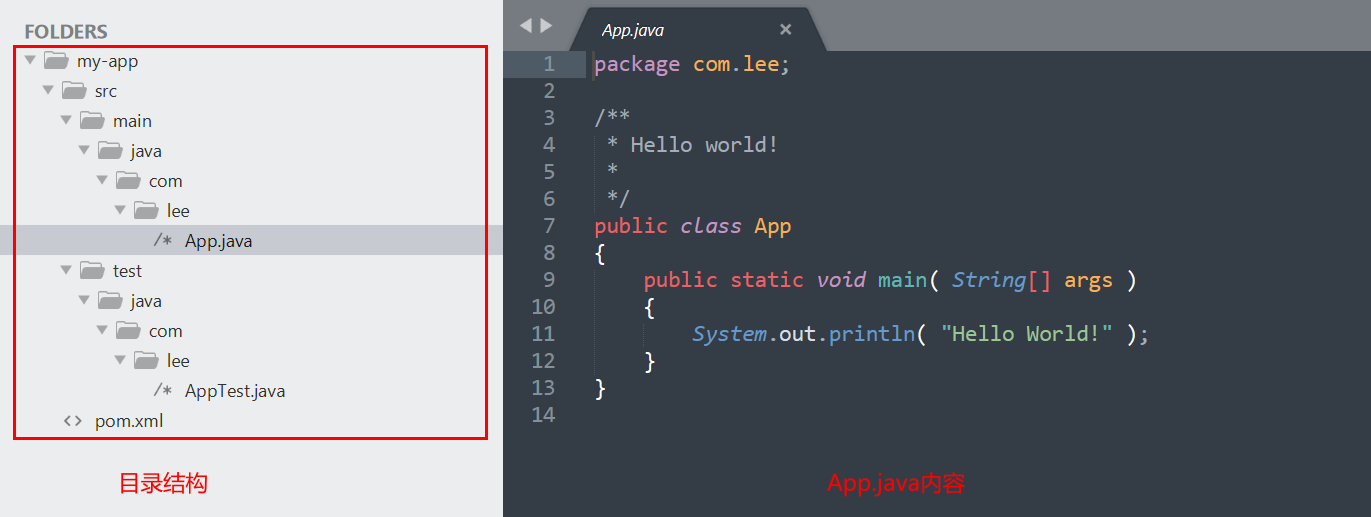 FOLDERS
my-app
src
main
java
com
lee
/* App.java
test
java
com
lee
/* AppTest.java
<> pom.xml
目录结构
App.java
1 package com.lee;
2
3 /**
4 * Hello world!
5 *
6 */
7 public class App
8 {
9 public static void main( String[] args )
10 {
11 System.out.println( "Hello World!" );
12 }
13 }
14
App.java内容